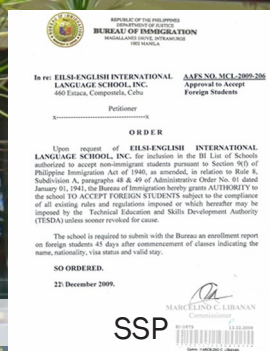 REPUBLIC OF THE PHILIPPINES
DEPARTMENT OF JUSTICE
BUREAU OF IMMIGRATION
MAGALLANES DRIVE, INTRAMUROS
1002 MANILA
In re: EILSI-ENGLISH INTERNATIONAL
LANGUAGE SCHOOL, INC.
460 Estaca, Compostela, Cebu
Petitioner
x-----------------------------------x
AAFS NO. MCL-2009-206
Approval to Accept
Foreign Students
O R D E R
Upon request of EILSI-ENGLISH INTERNATIONAL
LANGUAGE SCHOOL, INC. for inclusion in the BI List of Schools
authorized to accept non-immigrant students pursuant to Section 9(f) of
Philippine Immigration Act of 1940, as amended, in relation to Rule 8,
Subdivision A, paragraphs 48 & 49 of Administrative Order No. 01 dated
January 01, 1941, the Bureau of Immigration hereby grants AUTHORITY to
the school TO ACCEPT FOREIGN STUDENTS subject to the compliance
of all existing rules and regulations imposed or which hereafter may be
imposed by the Technical Education and Skills Development Authority
(TESDA) unless sooner revoked for cause.
The school is required to submit with the Bureau an enrollment report
on foreign students 45 days after commencement of classes indicating the
name, nationality, visa status and valid stay.
SO ORDERED.
22 December 2009.
MARCELINO C. LIBANAN
Commissioner
SSP